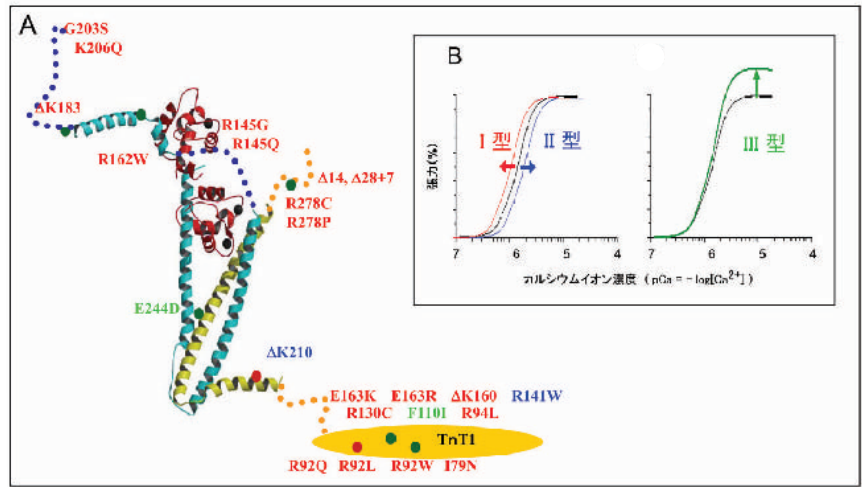 A
G203S
K206Q
ΔK183
R145G
R145Q
R162W
Δ14, Δ28+7
R278C
R278P
E244D
ΔK210
E163K E163R ΔK160 R141W
R130C F110I R94L
TnT1
R92Q R92L R92W I79N
B
I 型 II 型
III 型
張力(%)
7 6 5 4
7 6 5 4
カルシウムイオン濃度 ( pCa = -log[Ca²⁺] )